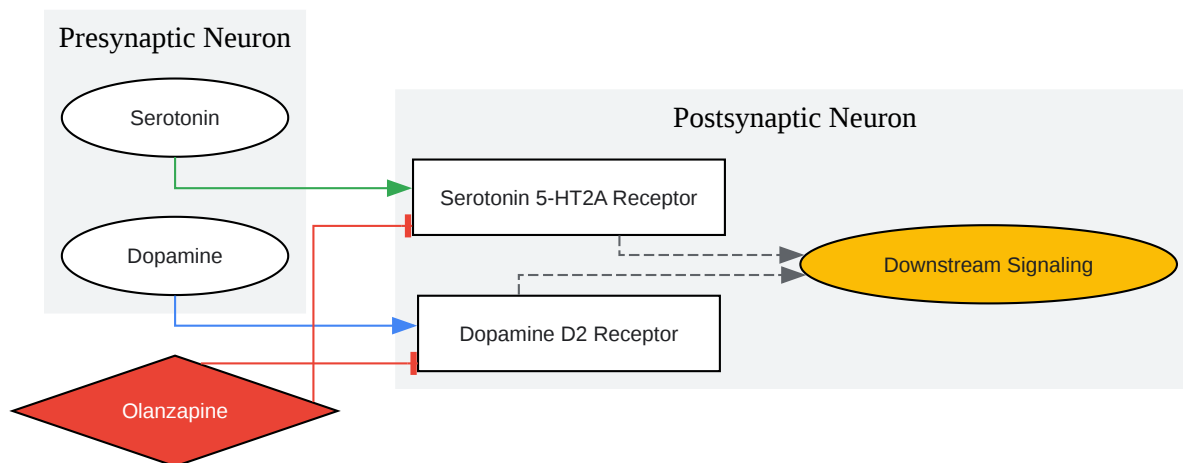 Presynaptic Neuron
Serotonin
Dopamine
Postsynaptic Neuron
Serotonin 5-HT2A Receptor
Dopamine D2 Receptor
Downstream Signaling
Olanzapine